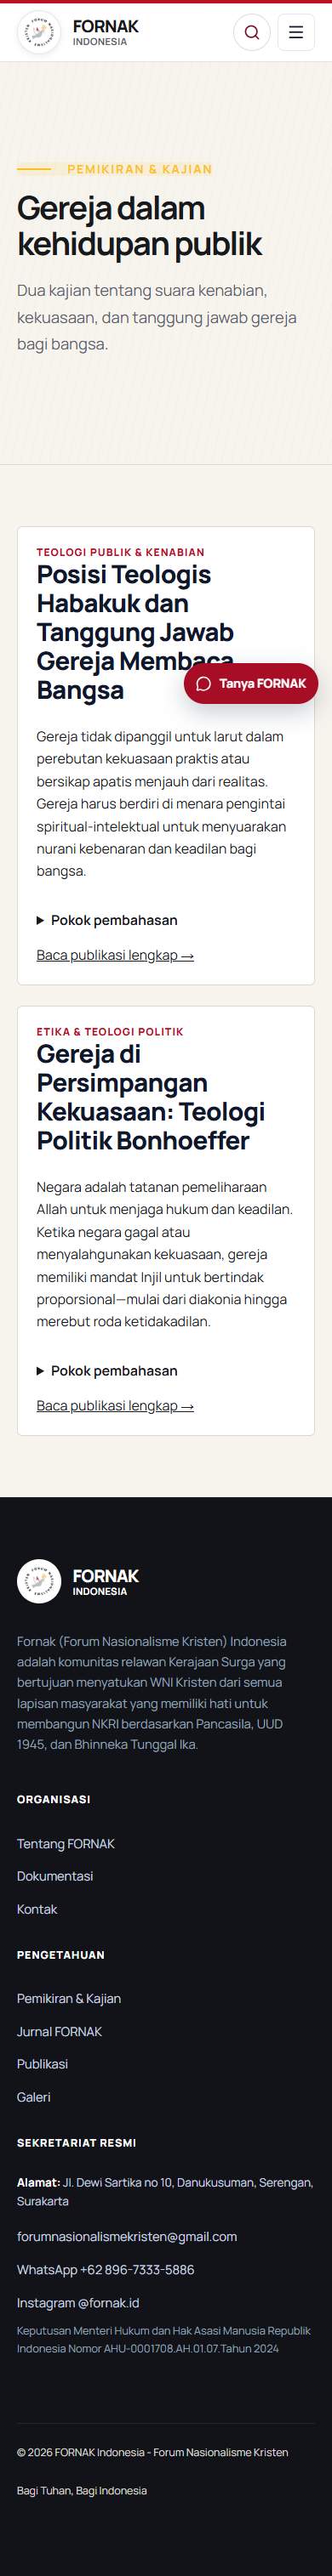 FORNAK
INDONESIA
PEMIKIRAN & KAJIAN
Gereja dalam
kehidupan publik
Dua kajian tentang suara kenabian,
kekuasaan, dan tanggung jawab gereja
bagi bangsa.
TEOLOGI PUBLIK & KENABIAN
Posisi Teologis
Habakuk dan
Tanggung Jawab
Gereja Membaca
Bangsa
Tanya FORNAK
Gereja tidak dipanggil untuk larut dalam
perebutan kekuasaan praktis atau
bersikap apatis menjauh dari realitas.
Gereja harus berdiri di menara pengintai
spiritual-intelektual untuk menyuarakan
nurani kebenaran dan keadilan bagi
bangsa.
Pokok pembahasan
Baca publikasi lengkap →
ETIKA & TEOLOGI POLITIK
Gereja di
Persimpangan
Kekuasaan: Teologi
Politik Bonhoeffer
Negara adalah tatanan pemeliharaan
Allah untuk menjaga hukum dan keadilan.
Ketika negara gagal atau
menyalahgunakan kekuasaan, gereja
memiliki mandat Injil untuk bertindak
proporsional—mulai dari diakonia hingga
merebut roda ketidakadilan.
Pokok pembahasan
Baca publikasi lengkap →
FORNAK
INDONESIA
Fornak (Forum Nasionalisme Kristen) Indonesia
adalah komunitas relawan Kerajaan Surga yang
bertujuan menyatukan WNI Kristen dari semua
lapisan masyarakat yang memiliki hati untuk
membangun NKRI berdasarkan Pancasila, UUD
1945, dan Bhinneka Tunggal Ika.
ORGANISASI
Tentang FORNAK
Dokumentasi
Kontak
PENGETAHUAN
Pemikiran & Kajian
Jurnal FORNAK
Publikasi
Galeri
SEKRETARIAT RESMI
Alamat: Jl. Dewi Sartika no 10, Danukusuman, Serengan,
Surakarta
forumnasionalismekristen@gmail.com
WhatsApp +62 896-7333-5886
Instagram @fornak.id
Keputusan Menteri Hukum dan Hak Asasi Manusia Republik
Indonesia Nomor AHU-0001708.AH.01.07.Tahun 2024
© 2026 FORNAK Indonesia - Forum Nasionalisme Kristen
Bagi Tuhan, Bagi Indonesia